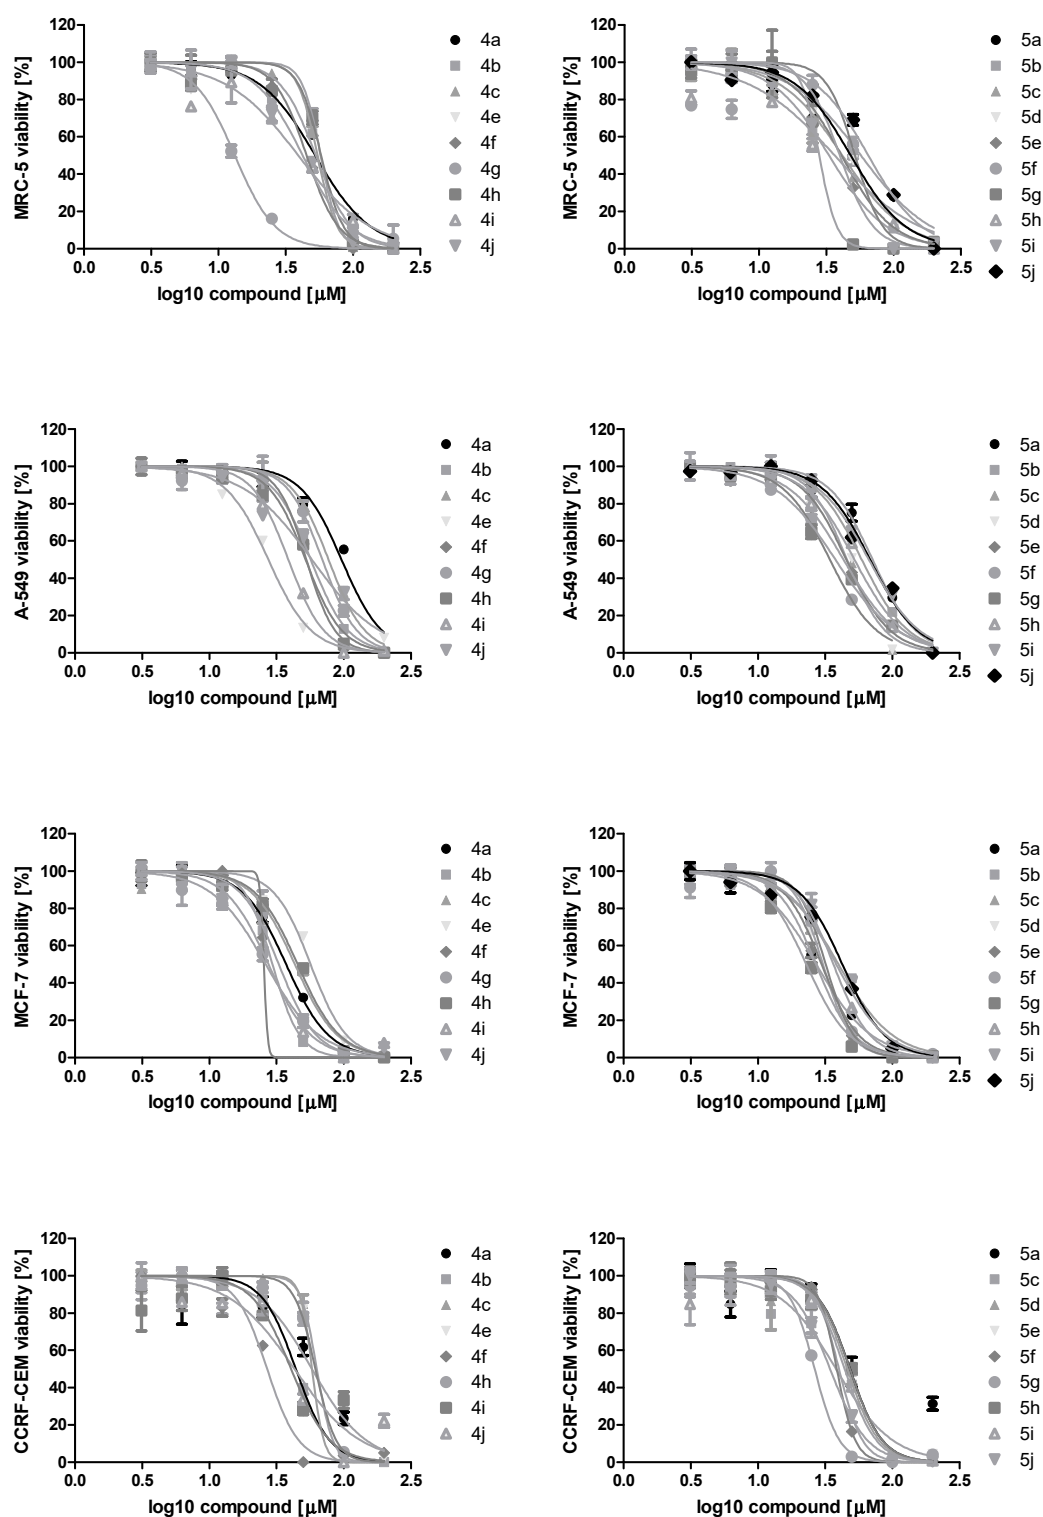 MRC-5 viability [%]
120
100
80
60
40
20
0
0.0 0.5 1.0 1.5 2.0 2.5
log10 compound [μM]
4a
4b
4c
4e
4f
4g
4h
4i
4j
MRC-5 viability [%]
120
100
80
60
40
20
0
0.0 0.5 1.0 1.5 2.0 2.5
log10 compound [μM]
5a
5b
5c
5d
5e
5f
5g
5h
5i
5j
A-549 viability [%]
120
100
80
60
40
20
0
0.0 0.5 1.0 1.5 2.0 2.5
log10 compound [μM]
4a
4b
4c
4e
4f
4g
4h
4i
4j
A-549 viability [%]
120
100
80
60
40
20
0
0.0 0.5 1.0 1.5 2.0 2.5
log10 compound [μM]
5a
5b
5c
5d
5e
5f
5g
5h
5i
5j
MCF-7 viability [%]
120
100
80
60
40
20
0
0.0 0.5 1.0 1.5 2.0 2.5
log10 compound [μM]
4a
4b
4c
4e
4f
4g
4h
4i
4j
MCF-7 viability [%]
120
100
80
60
40
20
0
0.0 0.5 1.0 1.5 2.0 2.5
log10 compound [μM]
5a
5b
5c
5d
5e
5f
5g
5h
5i
5j
CCRF-CEM viability [%]
120
100
80
60
40
20
0
0.0 0.5 1.0 1.5 2.0 2.5
log10 compound [μM]
4a
4b
4c
4e
4f
4h
4i
4j
CCRF-CEM viability [%]
120
100
80
60
40
20
0
0.0 0.5 1.0 1.5 2.0 2.5
log10 compound [μM]
5a
5c
5d
5e
5f
5g
5h
5i
5j